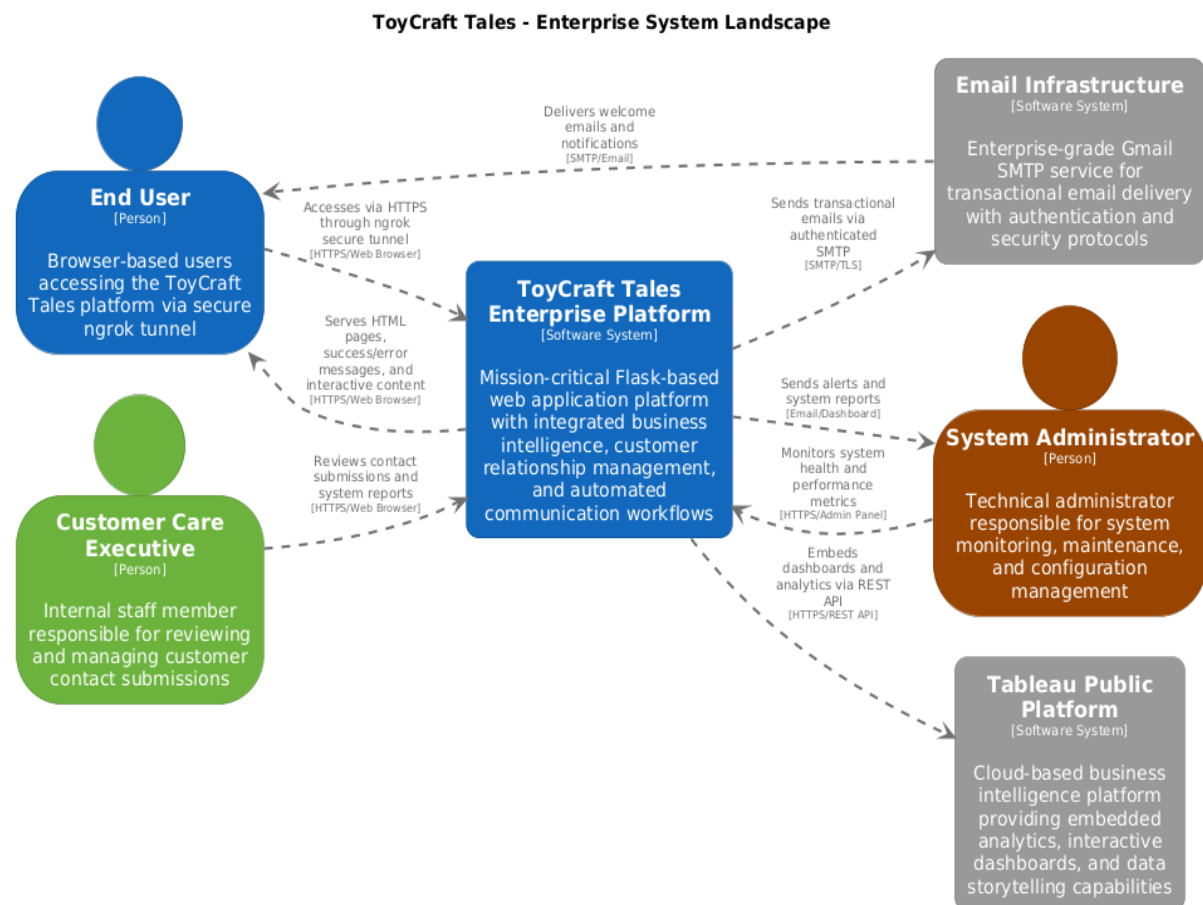 ToyCraft Tales - Enterprise System Landscape
End User
[Person]
Browser-based users
accessing the ToyCraft
Tales platform via secure
ngrok tunnel
Customer Care
Executive
[Person]
Internal staff member
responsible for reviewing
and managing customer
contact submissions
Delivers welcome
emails and
notifications
[SMTP/Email]
Accesses via HTTPS
through ngrok
secure tunnel
[HTTPS/Web Browser]
Serves HTML
pages,
success/error
messages, and
interactive content
[HTTPS/Web Browser]
Reviews contact
submissions and
system reports
[HTTPS/Web Browser]
ToyCraft Tales
Enterprise Platform
[Software System]
Mission-critical Flask-based
web application platform
with integrated business
intelligence, customer
relationship management,
and automated
communication workflows
Sends transactional
emails via
authenticated
SMTP
[SMTP/TLS]
Sends alerts and
system reports
[Email/Dashboard]
Monitors system
health and
performance
metrics
[HTTPS/Admin Panel]
Embeds
dashboards and
analytics via REST
API
[HTTPS/REST API]
Email Infrastructure
[Software System]
Enterprise-grade Gmail
SMTP service for
transactional email delivery
with authentication and
security protocols
System Administrator
[Person]
Technical administrator
responsible for system
monitoring, maintenance,
and configuration
management
Tableau Public
Platform
[Software System]
Cloud-based business
intelligence platform
providing embedded
analytics, interactive
dashboards, and data
storytelling capabilities